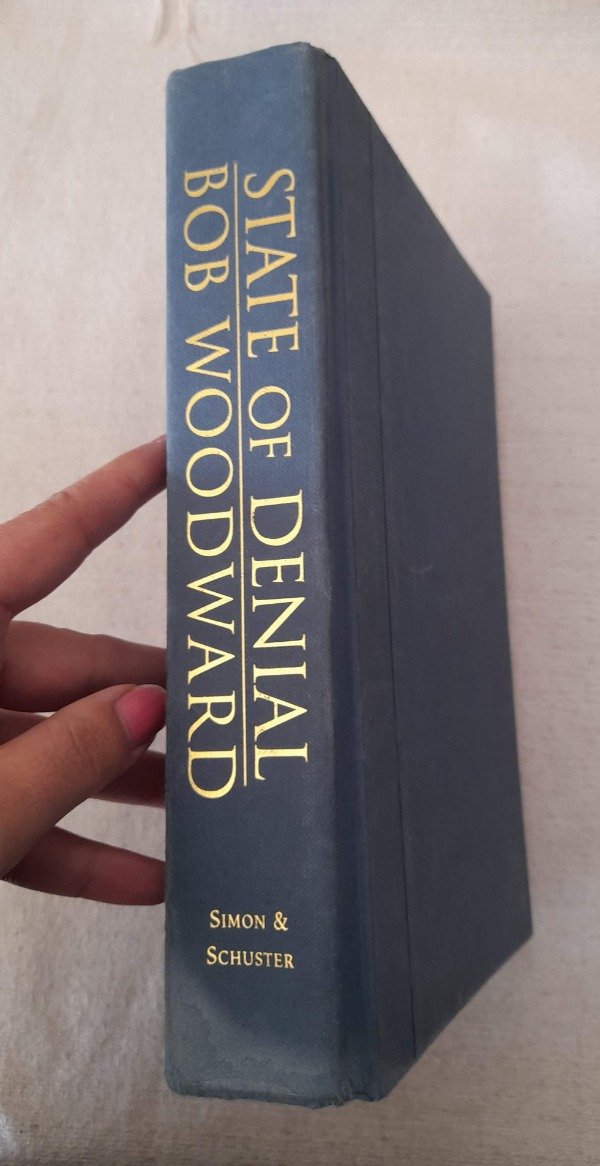 STATE OF DENIAL
BOB WOODWARD
SIMON &
SCHUSTER